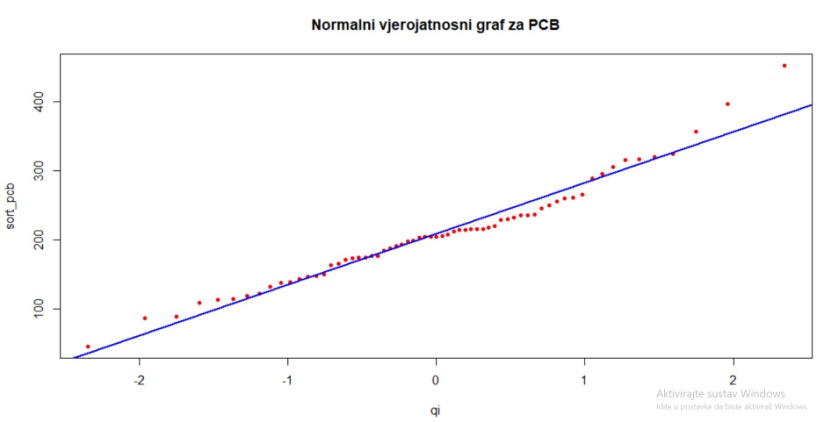 Normalni vjerojatnosni graf za PCB
400
300
200
100
sort_pcb
-2 -1 0 1 2
qi
Aktivirajte sustav Windows
Idite u postavke da biste aktivirali Windows.